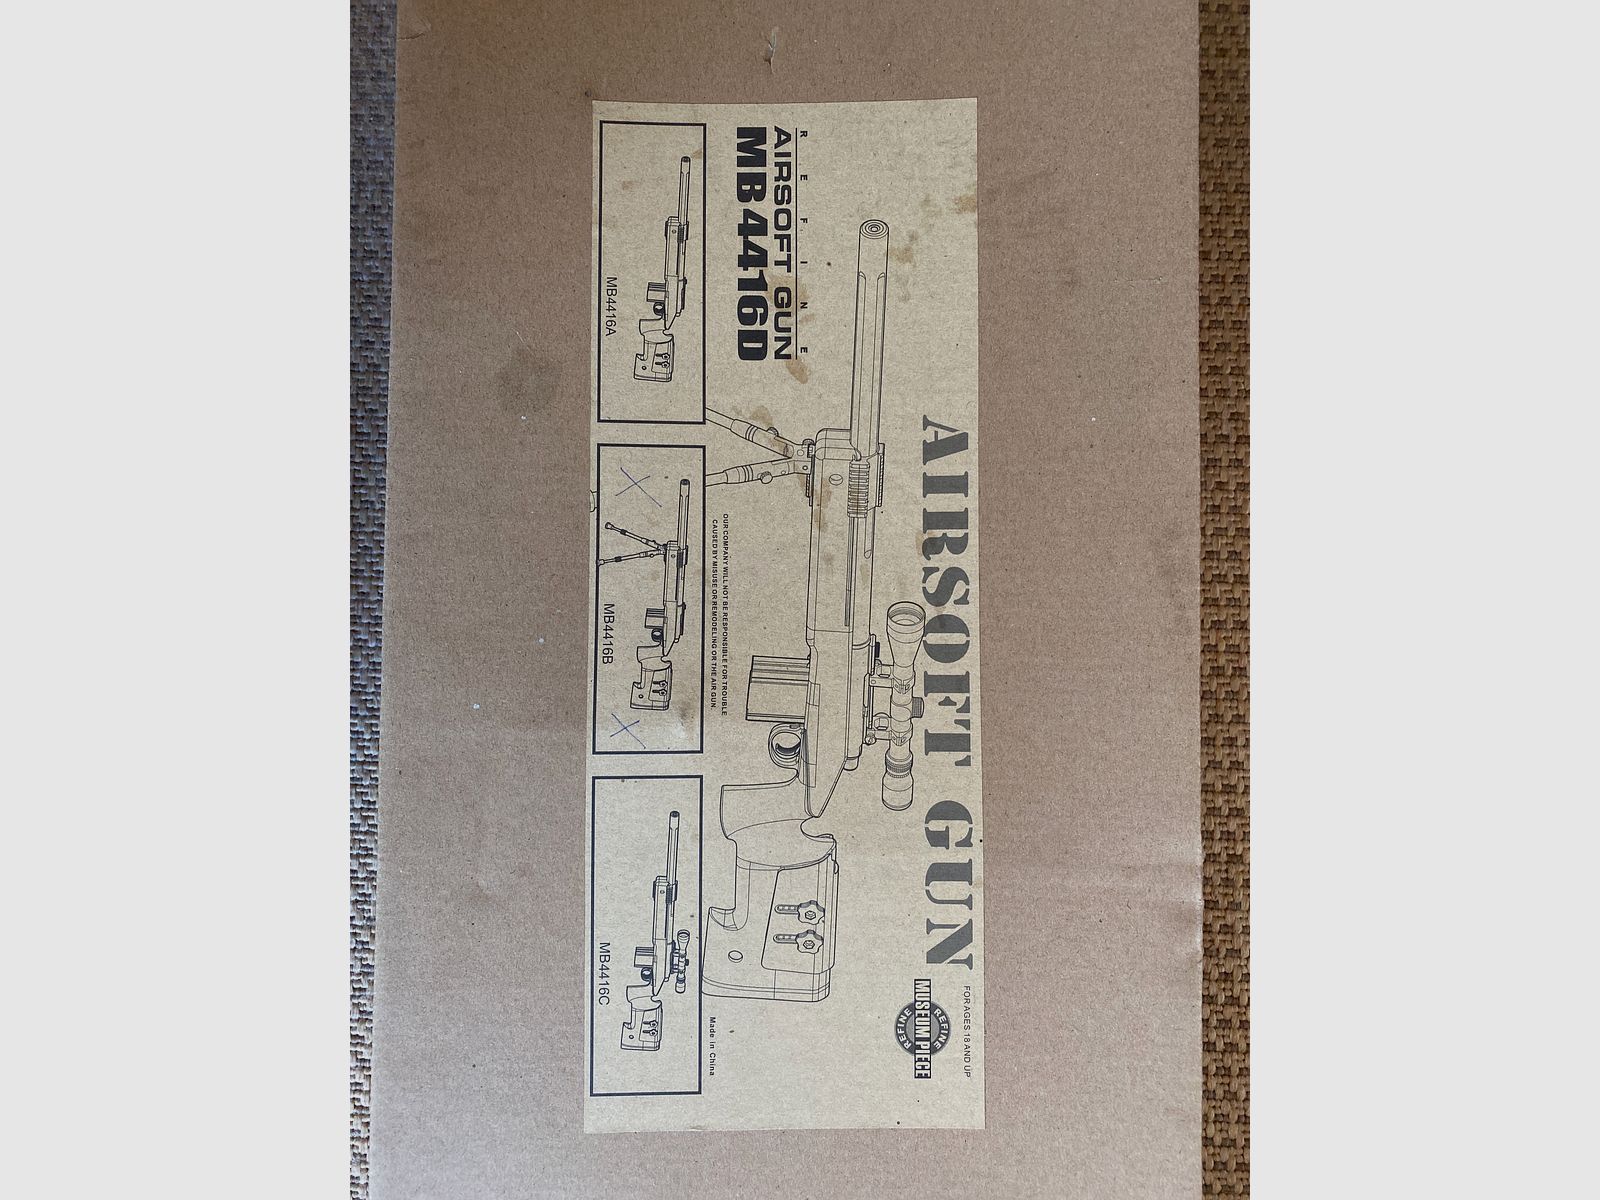 AIRSOFT GUN
FOR AGES 18 AND UP
REFINE
MUSEUM PIECE
REFINE
REFINE
AIRSOFT GUN
MB4416D
OUR COMPANY WILL NOT BE RESPONSIBLE FOR TROUBLE
CAUSED BY MISUSE OR REMODELING OR THE AIR GUN.
Made in China
MB4416A
MB4416B
MB4416C